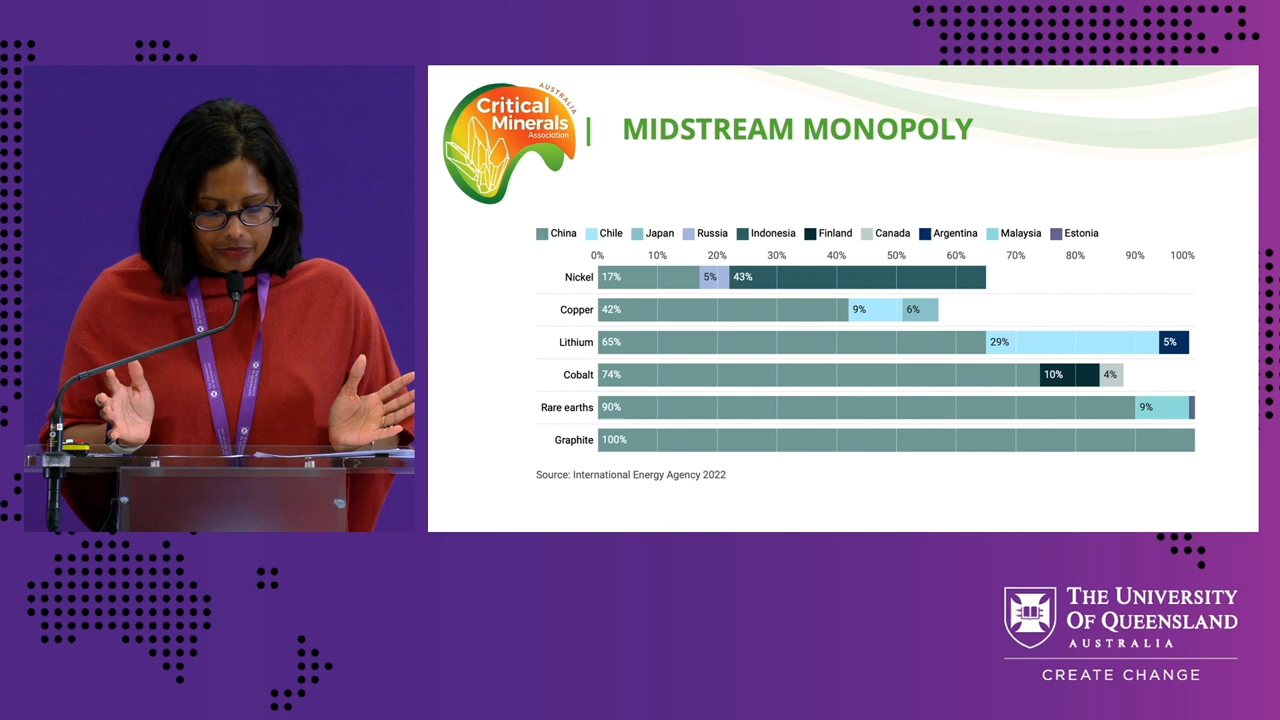 AUSTRALIA
Critical
Minerals
Association
MIDSTREAM MONOPOLY
China Chile Japan Russia Indonesia Finland Canada Argentina Malaysia Estonia
0% 10% 20% 30% 40% 50% 60% 70% 80% 90% 100%
Nickel 17% 5% 43%
Copper 42% 9% 6%
Lithium 65% 29% 5%
Cobalt 74% 10% 4%
Rare earths 90% 9%
Graphite 100%
Source: International Energy Agency 2022
THE UNIVERSITY
OF QUEENSLAND
AUSTRALIA
CREATE CHANGE